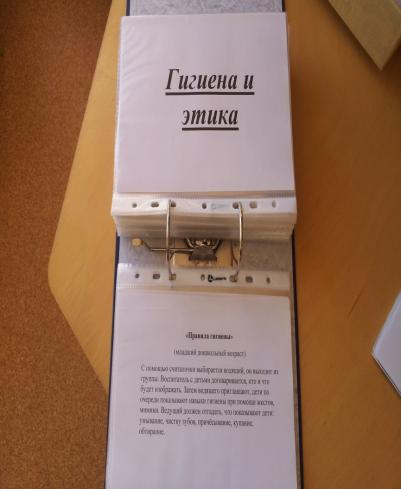 Гигиена и
этика
«Правила гигиены»
(младший дошкольный возраст)
С помощью считалочки выбирается водящий, он выходит из
группы. Воспитатель с детьми договаривается, кто и что
будет изображать. Затем водящего приглашают, дети по
очереди показывают навыки гигиены при помощи жестов,
мимики. Ведущий должен отгадать, что показывают дети:
умывание, чистку зубов, причёсывание, купание,
обтирание.